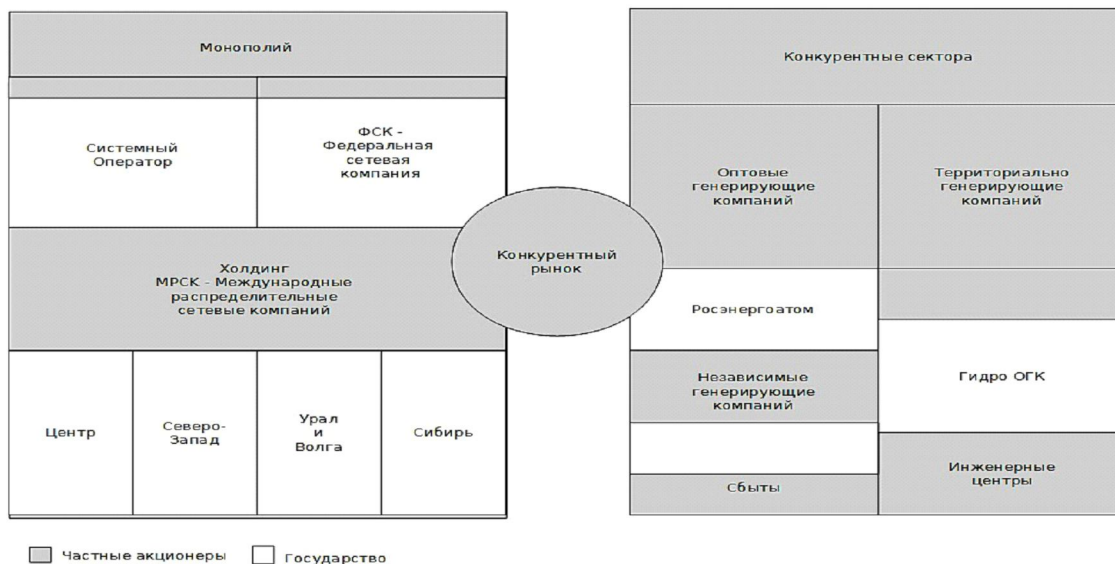 Монополий
Системный
Оператор
ФСК -
Федеральная
сетевая
компания
Холдинг
МРСК - Международные
распределительные
сетевые компаний
Центр
Северо-
Запад
Урал
и
Волга
Сибирь
Конкурентный
рынок
Конкурентные сектора
Оптовые
генерирующие
компаний
Территориально
генерирующие
компаний
Росэнергоатом
Независимые
генерирующие
компаний
Гидро ОГК
Сбыты
Инженерные
центры
Частные акционеры
Государство